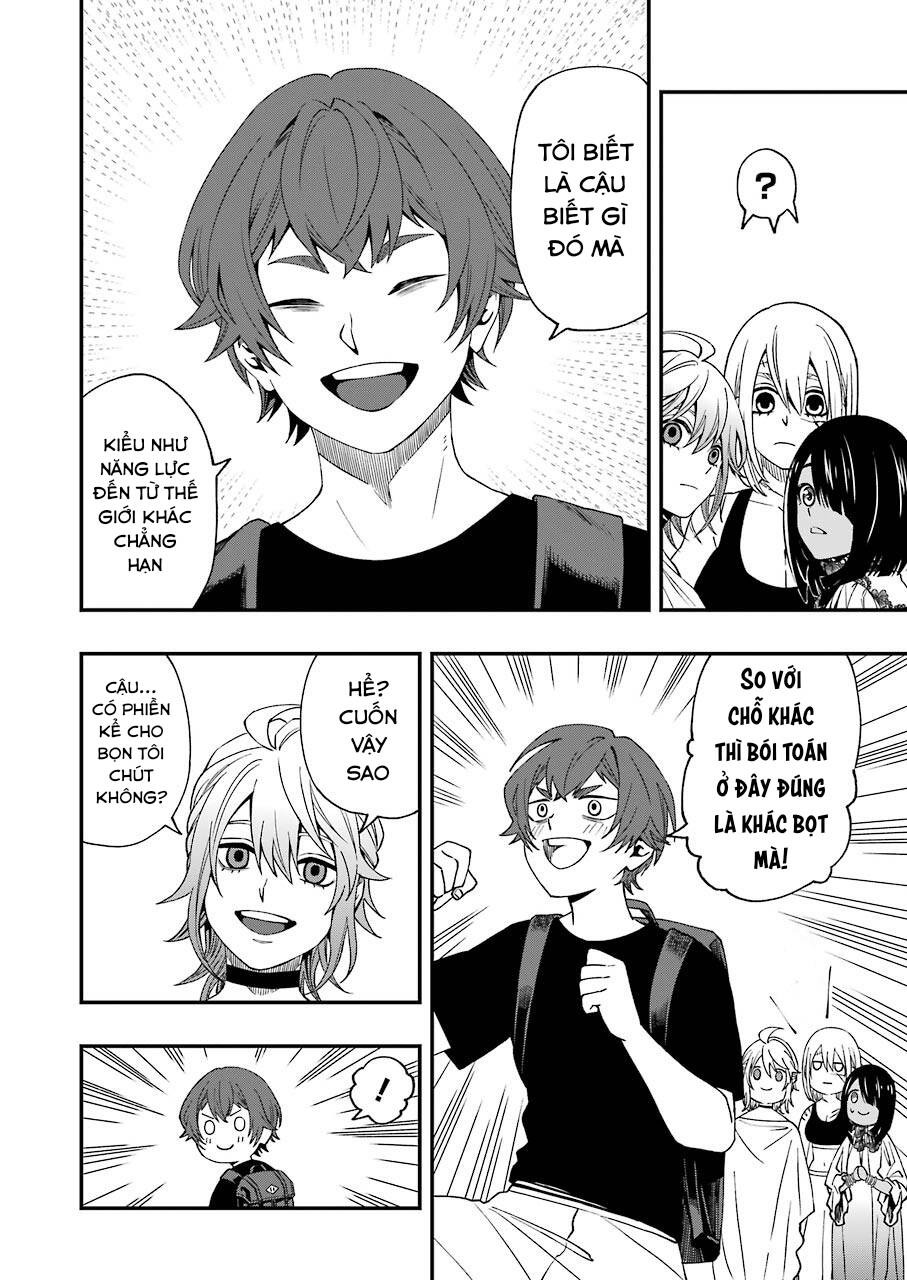 ?
TÔI BIẾT
LÀ CẬU
BIẾT GÌ
ĐÓ MÀ
KIỂU NHƯ
NĂNG LỰC
ĐẾN TỪ THẾ
GIỚI KHÁC
CHẲNG
HẠN
SO VỚI
CHỖ KHÁC
THÌ BÓI TOÁN
Ở ĐÂY ĐÚNG
LÀ KHÁC BỌT
MÀ!
HỂ?
CUỐN
VẬY
SAO
CẬU...
CÓ PHIỀN
KỂ CHO
BỌN TÔI
CHÚT
KHÔNG?
!